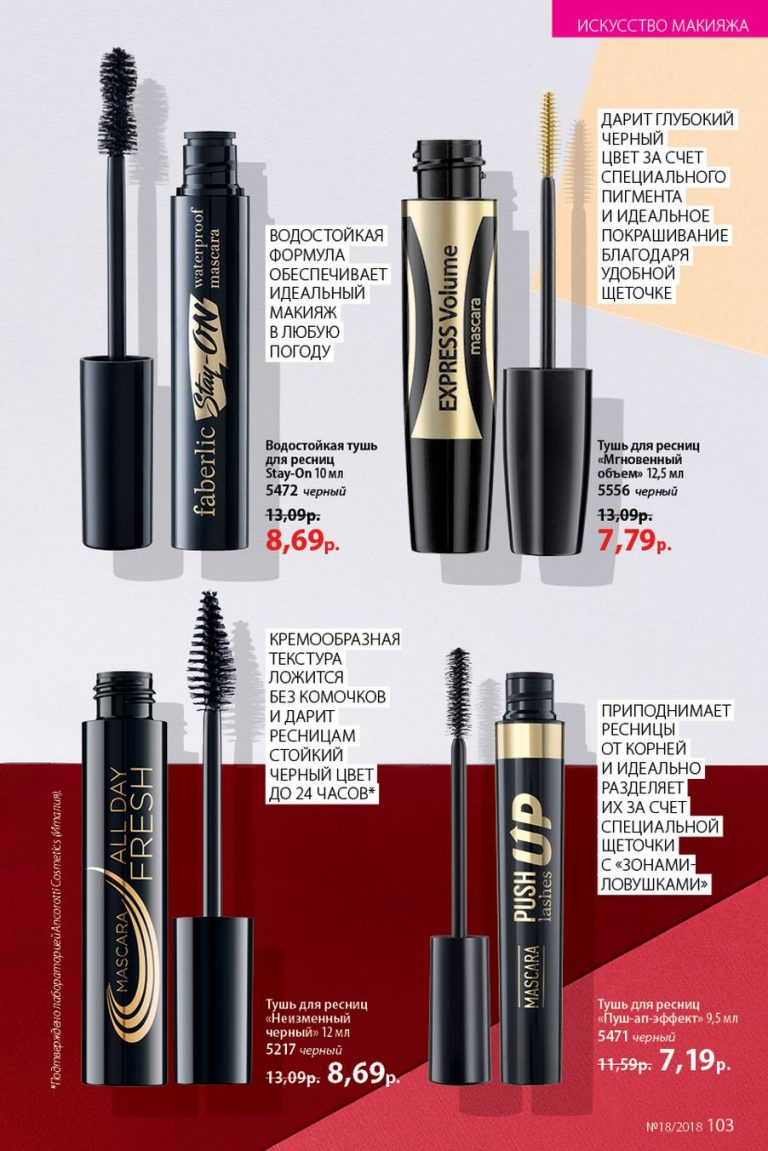 ИСКУССТВО МАКИЯЖА
faberlic
Stay-ON
waterproof
mascara
ВОДОСТОЙКАЯ
ФОРМУЛА
ОБЕСПЕЧИВАЕТ
ИДЕАЛЬНЫЙ
МАКИЯЖ
В ЛЮБУЮ
ПОГОДУ
Водостойкая тушь
для ресниц
Stay-On 10 мл
5472 черный
13,09р.
8,69р.
EXPRESS Volume
mascara
ДАРИТ ГЛУБОКИЙ
ЧЕРНЫЙ
ЦВЕТ ЗА СЧЕТ
СПЕЦИАЛЬНОГО
ПИГМЕНТА
И ИДЕАЛЬНОЕ
ПОКРАШИВАНИЕ
БЛАГОДАРЯ
УДОБНОЙ
ЩЕТОЧКЕ
Тушь для ресниц
«Мгновенный
объем» 12,5 мл
5556 черный
13,09р.
7,79р.
MASCARA
ALL DAY
FRESH
КРЕМООБРАЗНАЯ
ТЕКСТУРА
ЛОЖИТСЯ
БЕЗ КОМОЧКОВ
И ДАРИТ
РЕСНИЦАМ
СТОЙКИЙ
ЧЕРНЫЙ ЦВЕТ
ДО 24 ЧАСОВ*
Тушь для ресниц
«Неизменный
черный» 12 мл
5217 черный
13,09р. 8,69р.
MASCARA
PUSH UP
lashes
ПРИПОДНИМАЕТ
РЕСНИЦЫ
ОТ КОРНЕЙ
И ИДЕАЛЬНО
РАЗДЕЛЯЕТ
ИХ ЗА СЧЕТ
СПЕЦИАЛЬНОЙ
ЩЕТОЧКИ
С «ЗОНАМИ-
ЛОВУШКАМИ»
Тушь для ресниц
«Пуш-ап-эффект» 9,5 мл
5471 черный
11,59р. 7,19р.
*Подтверждено лабораторией Ancorotti Cosmetics (Италия).
№18/2018 103